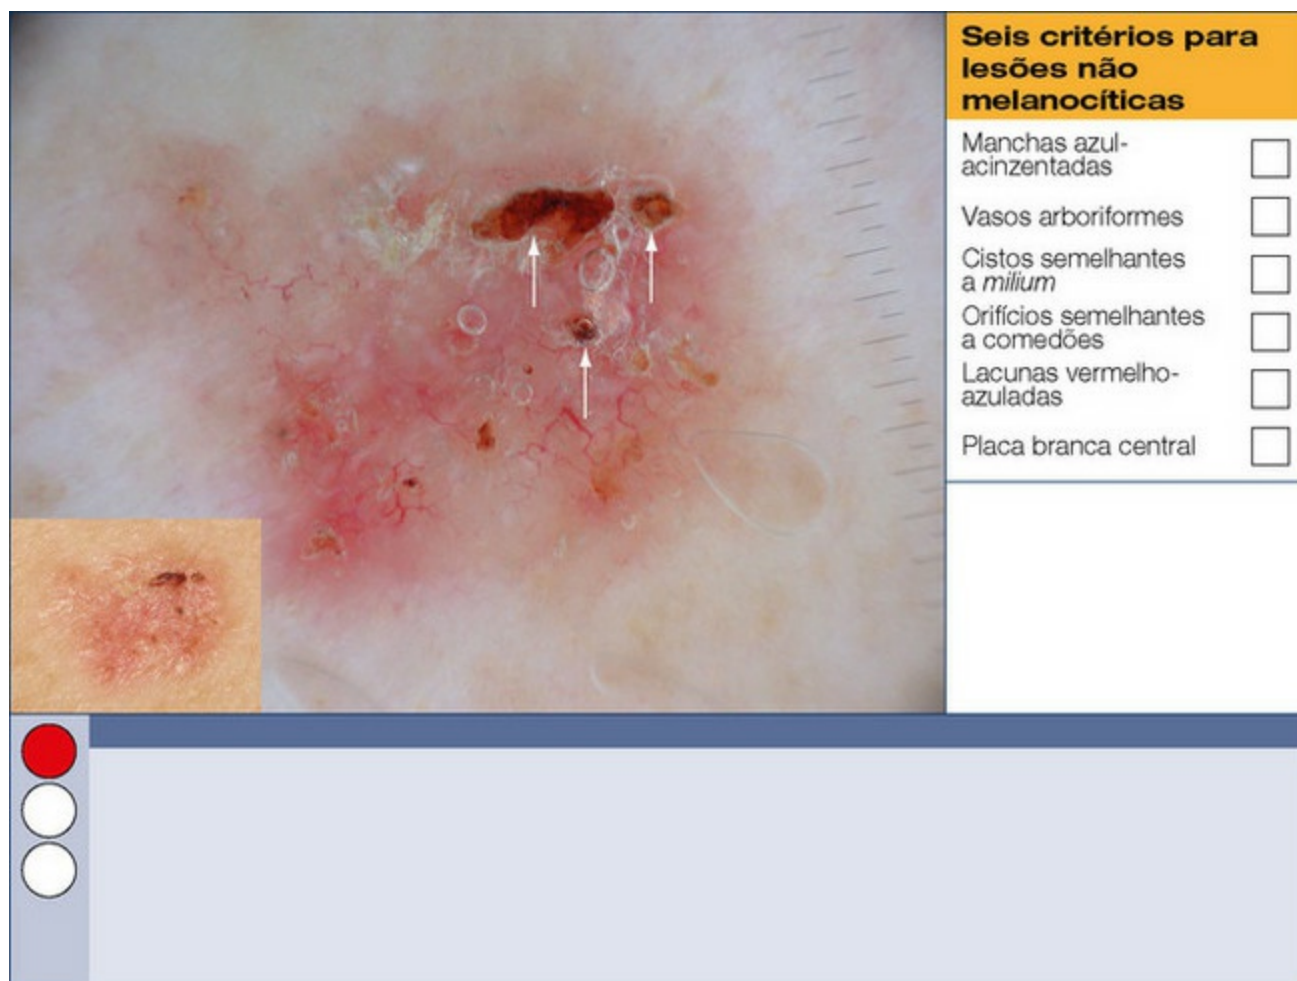 Seis critérios para
lesões não
melanocíticas
Manchas azul-
acinzentadas
Vasos arboriformes
Cistos semelhantes
a milium
Orifícios semelhantes
a comedões
Lacunas vermelho-
azuladas
Placa branca central